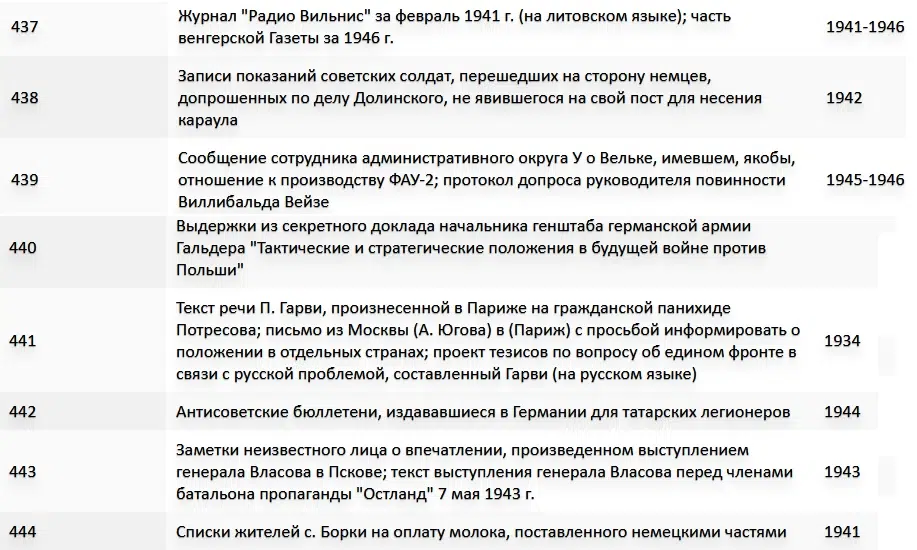 437
Журнал "Радио Вильнис" за февраль 1941 г. (на литовском языке); часть
венгерской Газеты за 1946 г.
1941-1946
438
Записи показаний советских солдат, перешедших на сторону немцев,
допрошенных по делу Долинского, не явившегося на свой пост для несения
караула
1942
439
Сообщение сотрудника административного округа У о Вельке, имевшем, якобы,
отношение к производству ФАУ-2; протокол допроса руководителя повинности
Виллибальда Вейзе
1945-1946
440
Выдержки из секретного доклада начальника генштаба германской армии
Гальдера "Тактические и стратегические положения в будущей войне против
Польши"
441
Текст речи П. Гарви, произнесенной в Париже на гражданской панихиде
Потресова; письмо из Москвы (А. Югова) в (Париж) с просьбой информировать о
положении в отдельных странах; проект тезисов по вопросу об едином фронте в
связи с русской проблемой, составленный Гарви (на русском языке)
1934
442
Антисоветские бюллетени, издававшиеся в Германии для татарских легионеров
1944
443
Заметки неизвестного лица о впечатлении, произведенном выступлением
генерала Власова в Пскове; текст выступления генерала Власова перед членами
батальона пропаганды "Остланд" 7 мая 1943 г.
1943
444
Списки жителей с. Борки на оплату молока, поставленного немецкими частями
1941